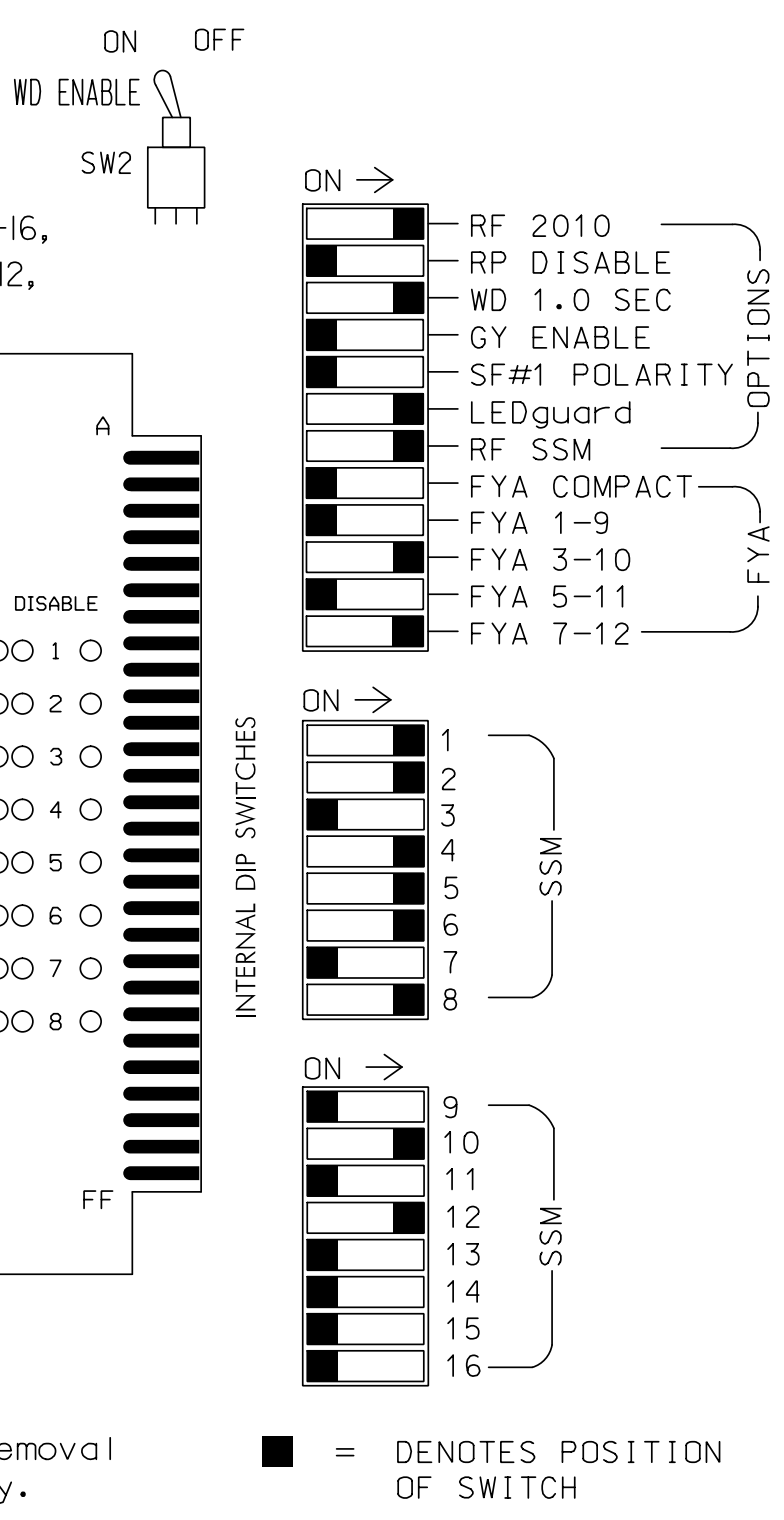 ON OFF
WD ENABLE
SW2
-16,
12,
ON →
RF 2010
RP DISABLE
WD 1.0 SEC
GY ENABLE
SF#1 POLARITY
LEDguard
RF SSM
OPTIONS
FYA COMPACT
FYA 1-9
FYA 3-10
FYA 5-11
FYA 7-12
FYA
A
DISABLE
1
2
3
4
5
6
7
8
FF
INTERNAL DIP SWITCHES
ON →
1
2
3
4
5
6
7
8
SSM
ON →
9
10
11
12
13
14
15
16
SSM
emoval
y.
= DENOTES POSITION
OF SWITCH